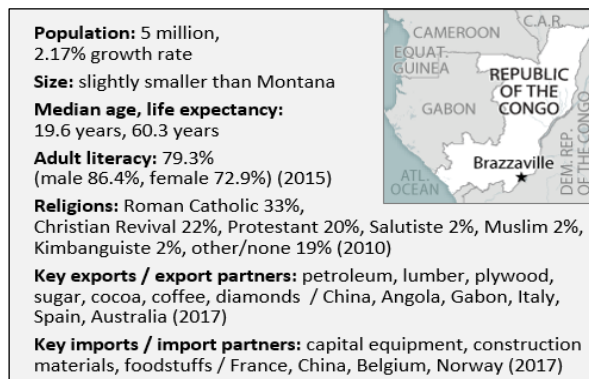 Population: 5 million,
2.17% growth rate
Size: slightly smaller than Montana
Median age, life expectancy:
19.6 years, 60.3 years
Adult literacy: 79.3%
(male 86.4%, female 72.9%) (2015)
Religions: Roman Catholic 33%,
Christian Revival 22%, Protestant 20%, Salutiste 2%, Muslim 2%,
Kimbanguiste 2%, other/none 19% (2010)
Key exports / export partners: petroleum, lumber, plywood,
sugar, cocoa, coffee, diamonds / China, Angola, Gabon, Italy,
Spain, Australia (2017)
Key imports / import partners: capital equipment, construction
materials, foodstuffs / France, China, Belgium, Norway (2017)
C.A.R.
CAMEROON
EQUAT.
GUINEA
REPUBLIC
OF THE
CONGO
GABON
Brazzaville
ATL.
OCEAN
DEM. REP.
OF THE CONGO